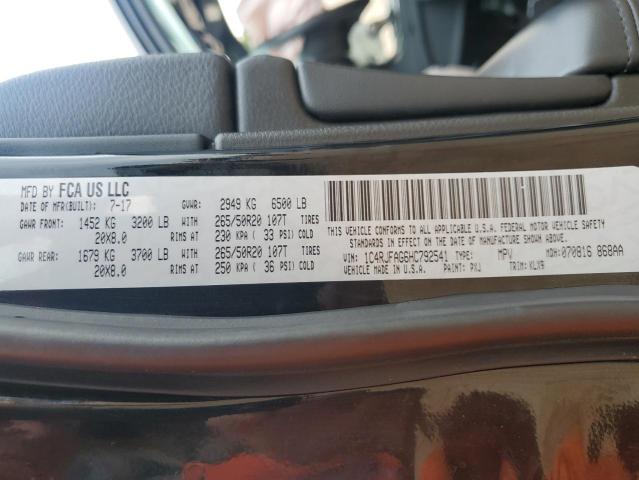 MFD BY FCA US LLC
DATE OF MFR(BUILT): 7-17 GVWR: 2949 KG 6500 LB
GAWR FRONT: 1452 KG 3200 LB WITH 265/50R20 107T TIRES
20X8.0 RIMS AT 230 KPA ( 33 PSI) COLD
GAWR REAR: 1679 KG 3700 LB WITH 265/50R20 107T TIRES
20X8.0 RIMS AT 250 KPA ( 36 PSI) COLD
THIS VEHICLE CONFORMS TO ALL APPLICABLE U.S.A. FEDERAL MOTOR VEHICLE SAFETY
STANDARDS IN EFFECT ON THE DATE OF MANUFACTURE SHOWN ABOVE.
VIN: 1C4RJFAG6HC792541 TYPE: MPV MDH: 070816 868AA
PAINT: PXJ TRIM: KLX9